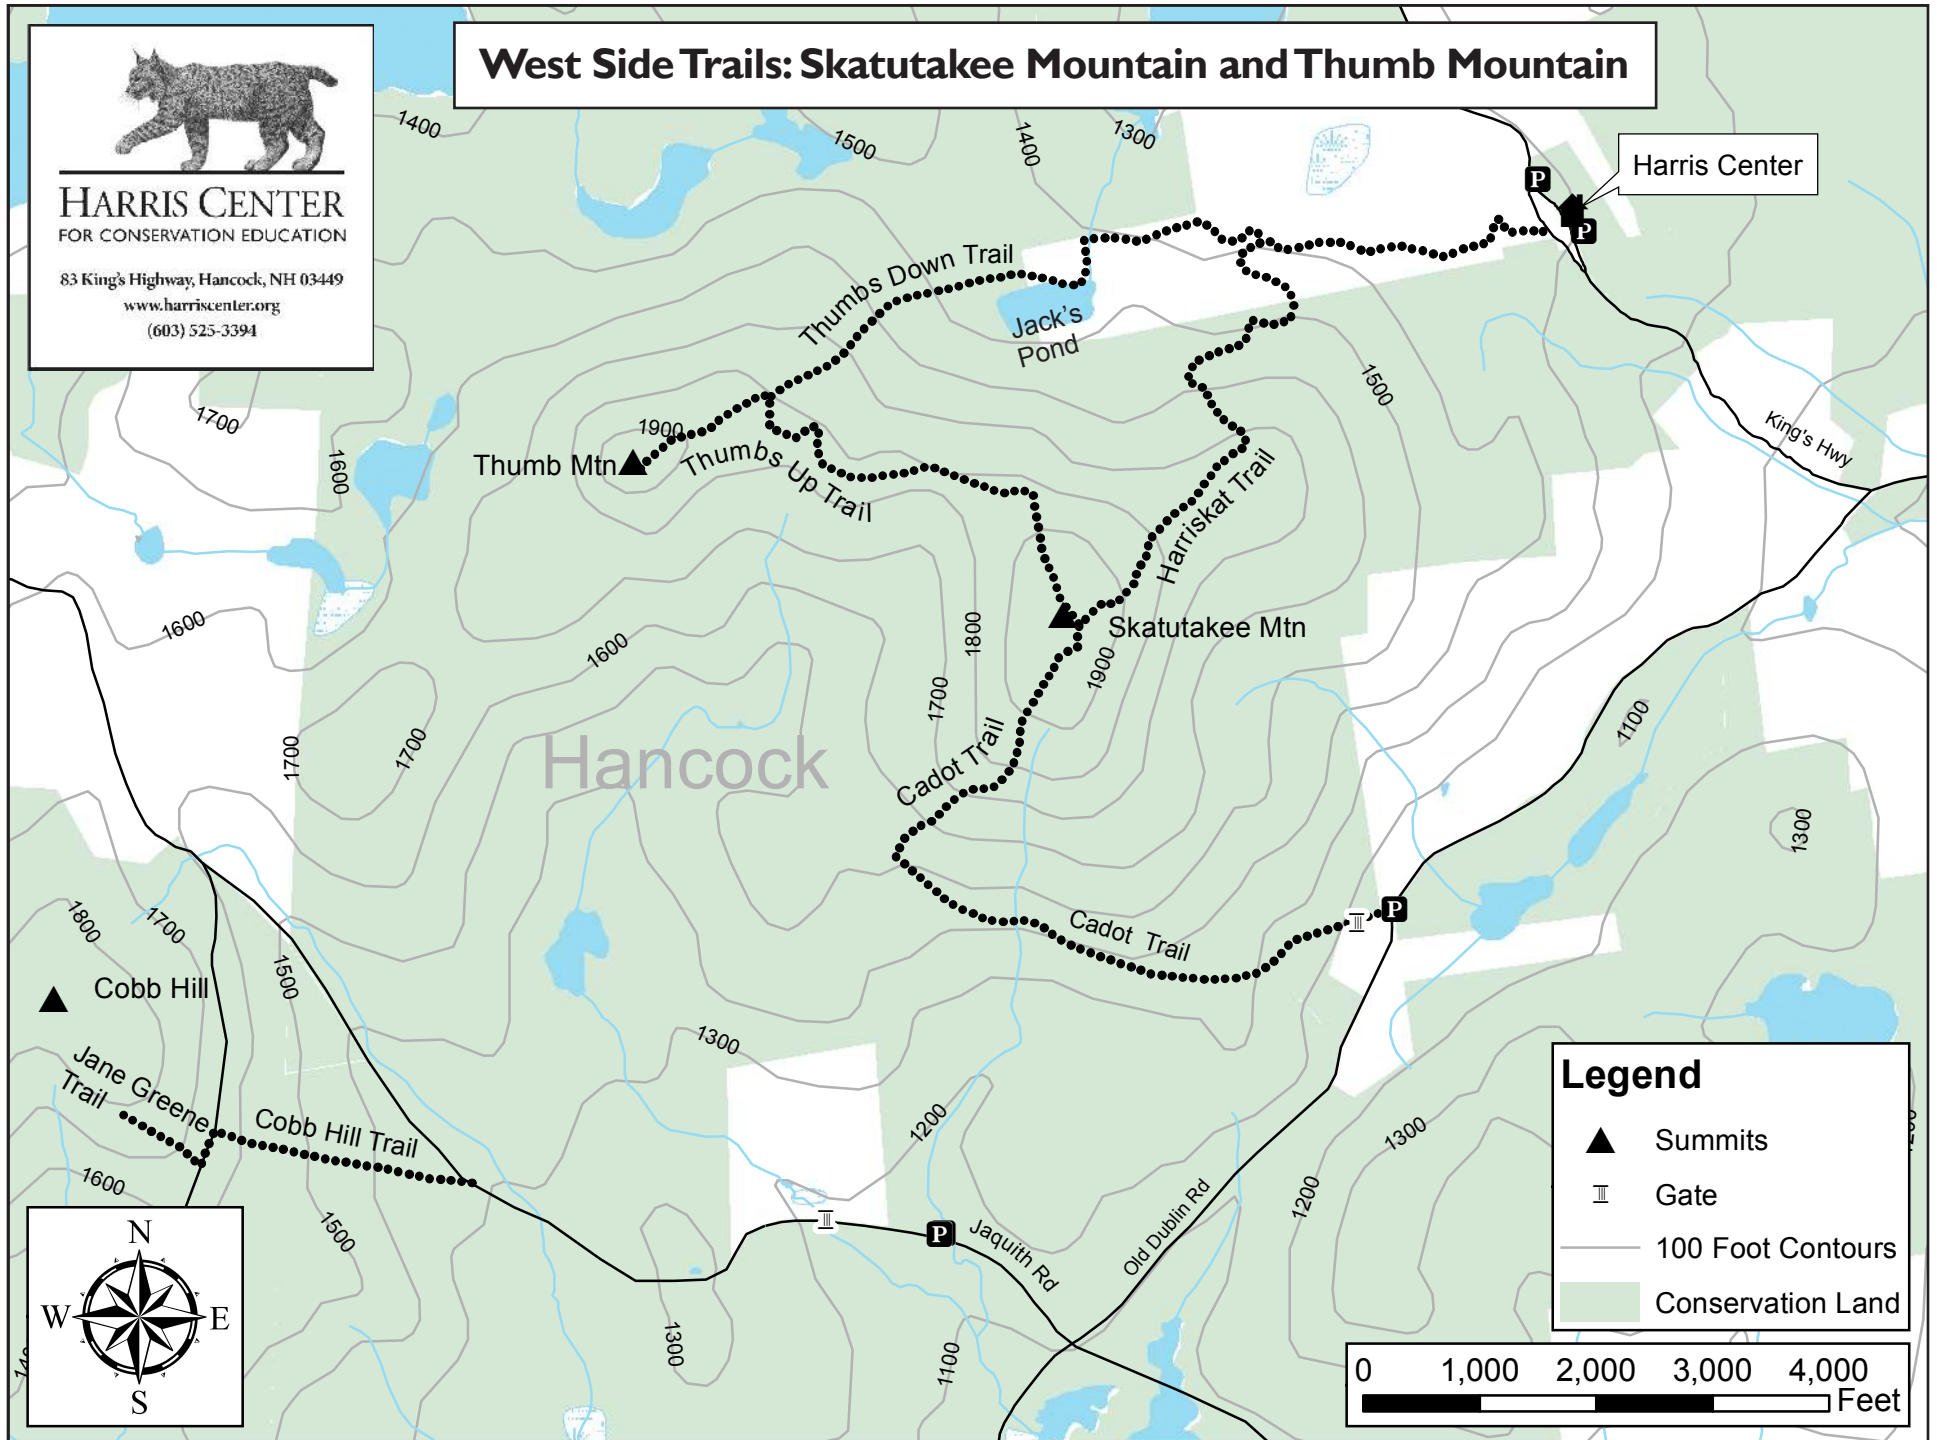 West Side Trails: Skatutakee Mountain and Thumb Mountain
HARRIS CENTER
FOR CONSERVATION EDUCATION
83 King's Highway, Hancock, NH 03449
www.harriscenter.org
(603) 525-3394
1400
1500
1400
1300
P
Harris Center
P
Thumbs Down Trail
Jack's
Pond
1500
1700
1600
1900
Thumb Mtn
Thumbs Up Trail
Harriskat Trail
King's Hwy
1600
1600
1800
Skatutakee Mtn
1900
1700
1700
1700
1100
Hancock
Cadot Trail
1300
1800
1700
1500
Cadot Trail
P
Cobb Hill
1300
Jane Greene
Trail
Cobb Hill Trail
1200
1300
1600
1500
1200
P
Jaquith Rd
Old Dublin Rd
1300
1100
Legend
Summits
Gate
100 Foot Contours
Conservation Land
N
W
E
S
0 1,000 2,000 3,000 4,000
Feet